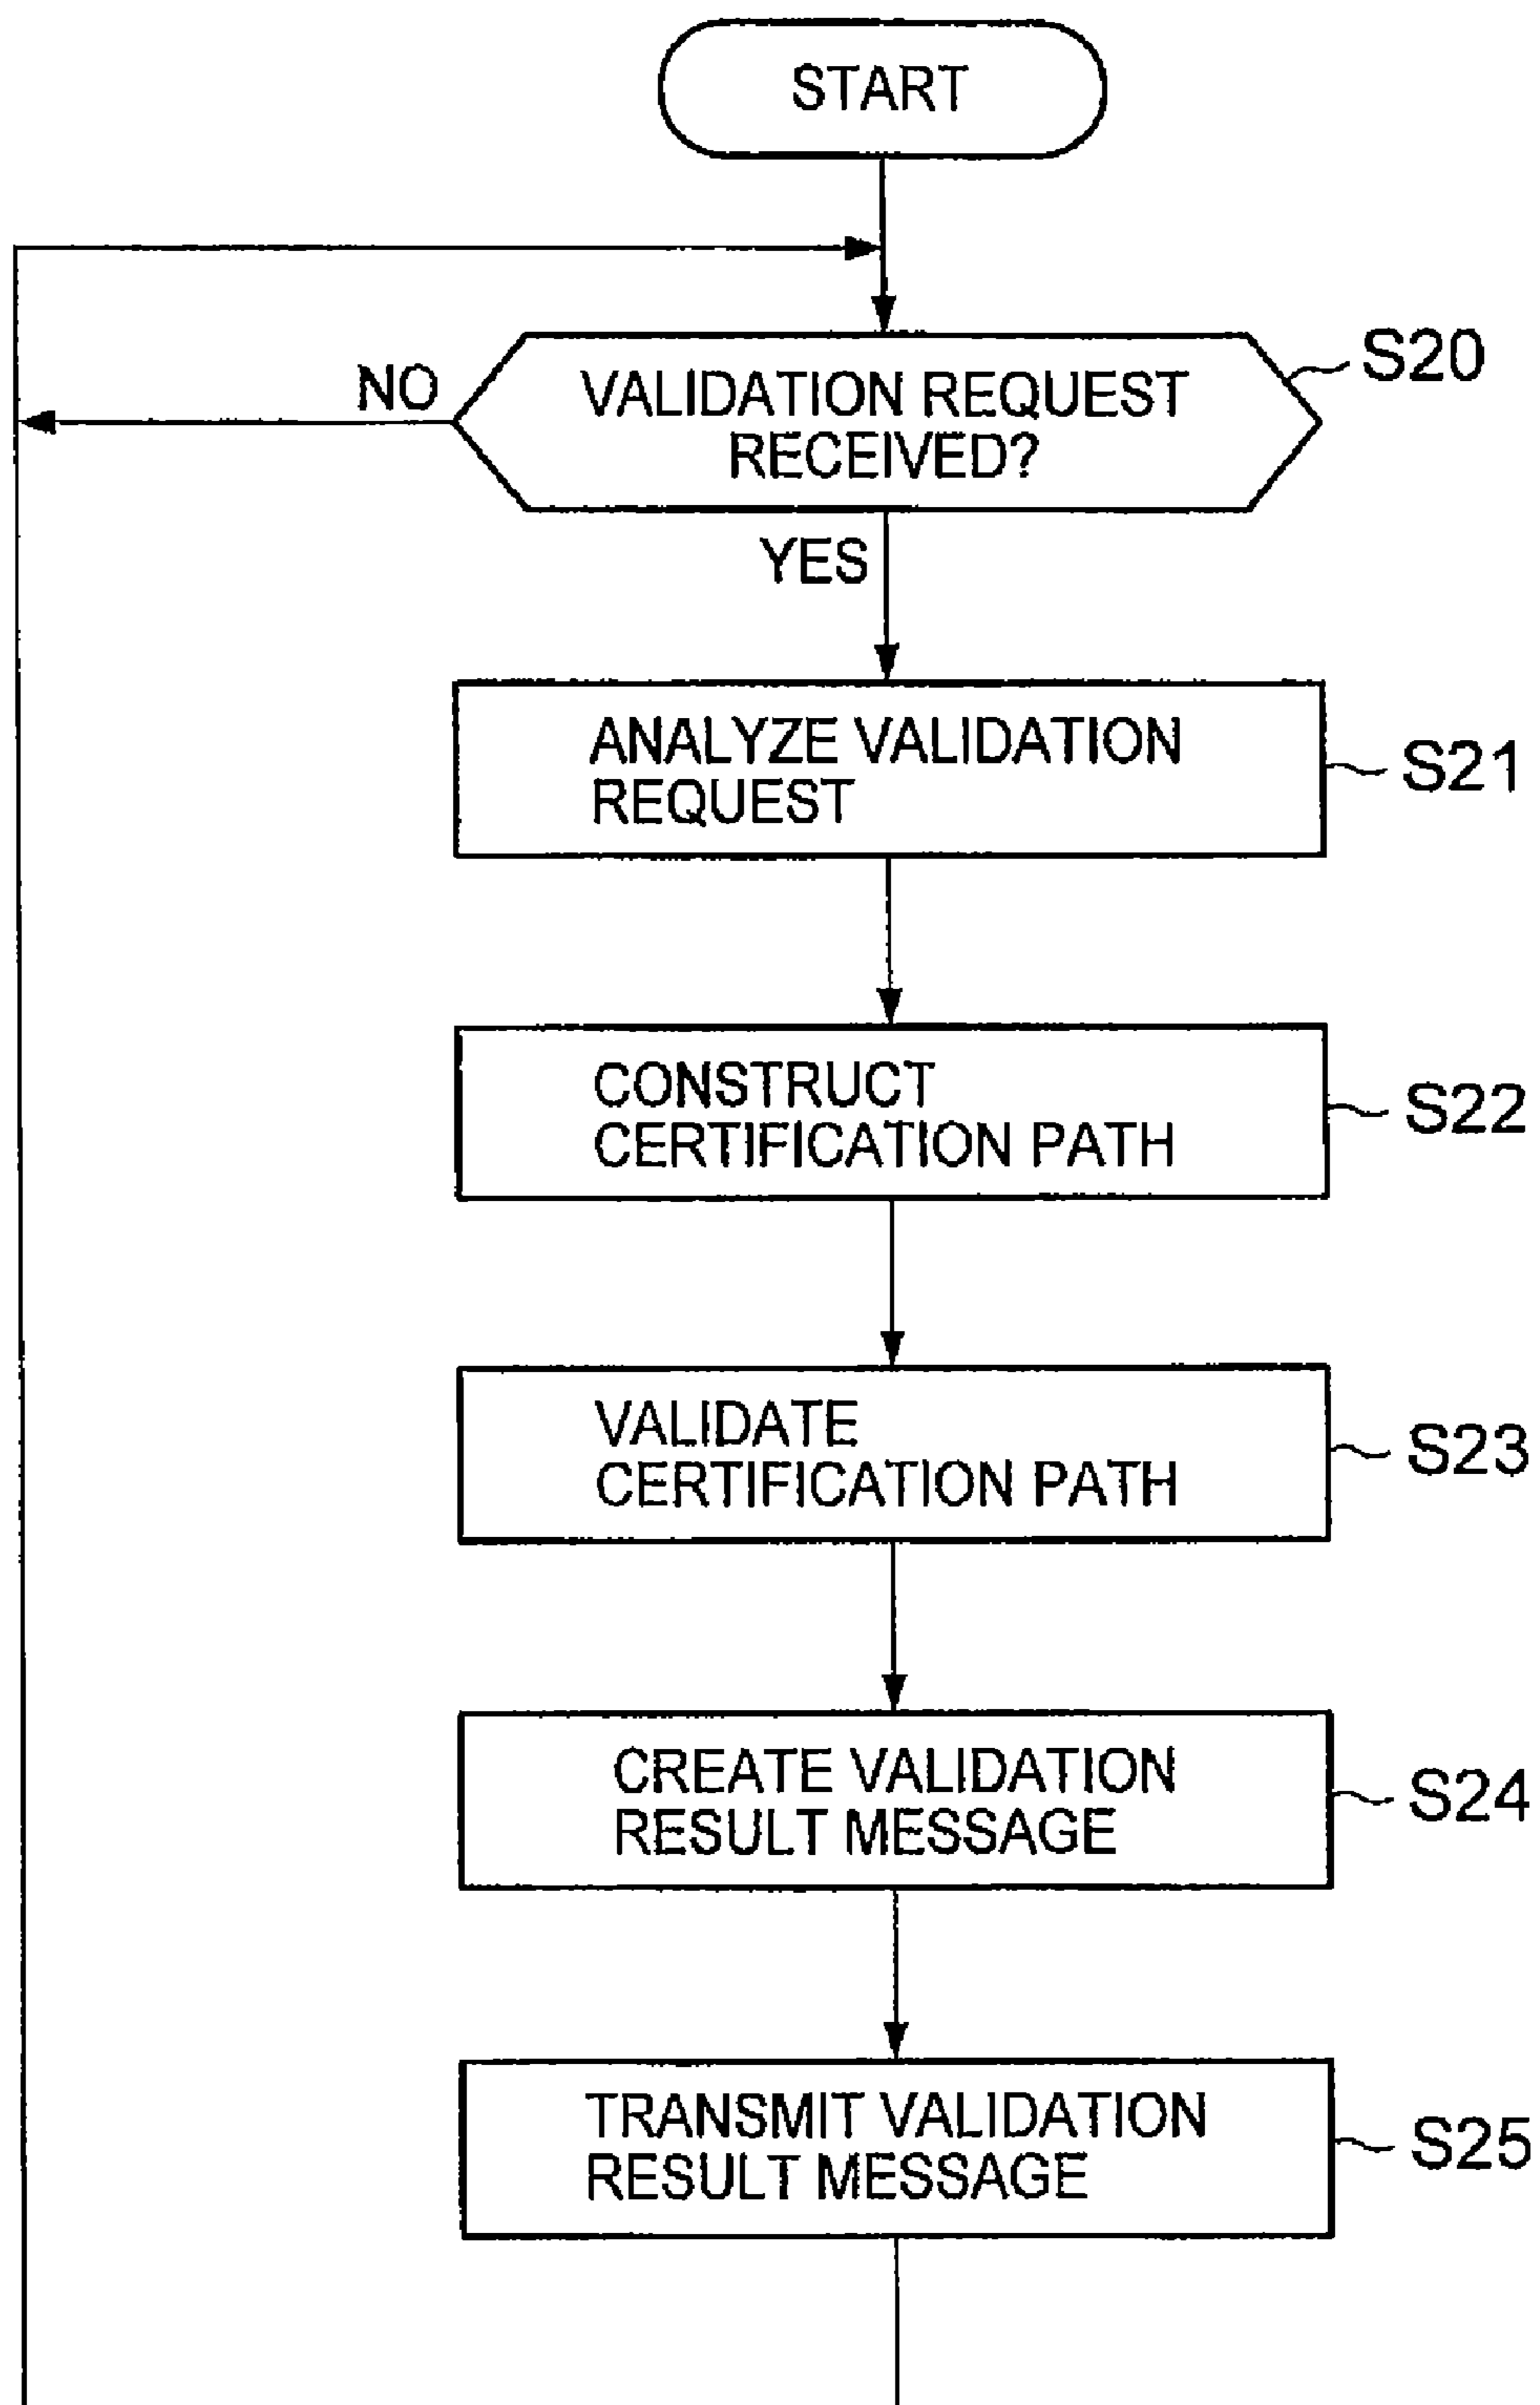 START
NO
VALIDATION REQUEST
RECEIVED?
S20
YES
ANALYZE VALIDATION
REQUEST
S21
CONSTRUCT
CERTIFICATION PATH
S22
VALIDATE
CERTIFICATION PATH
S23
CREATE VALIDATION
RESULT MESSAGE
S24
TRANSMIT VALIDATION
RESULT MESSAGE
S25